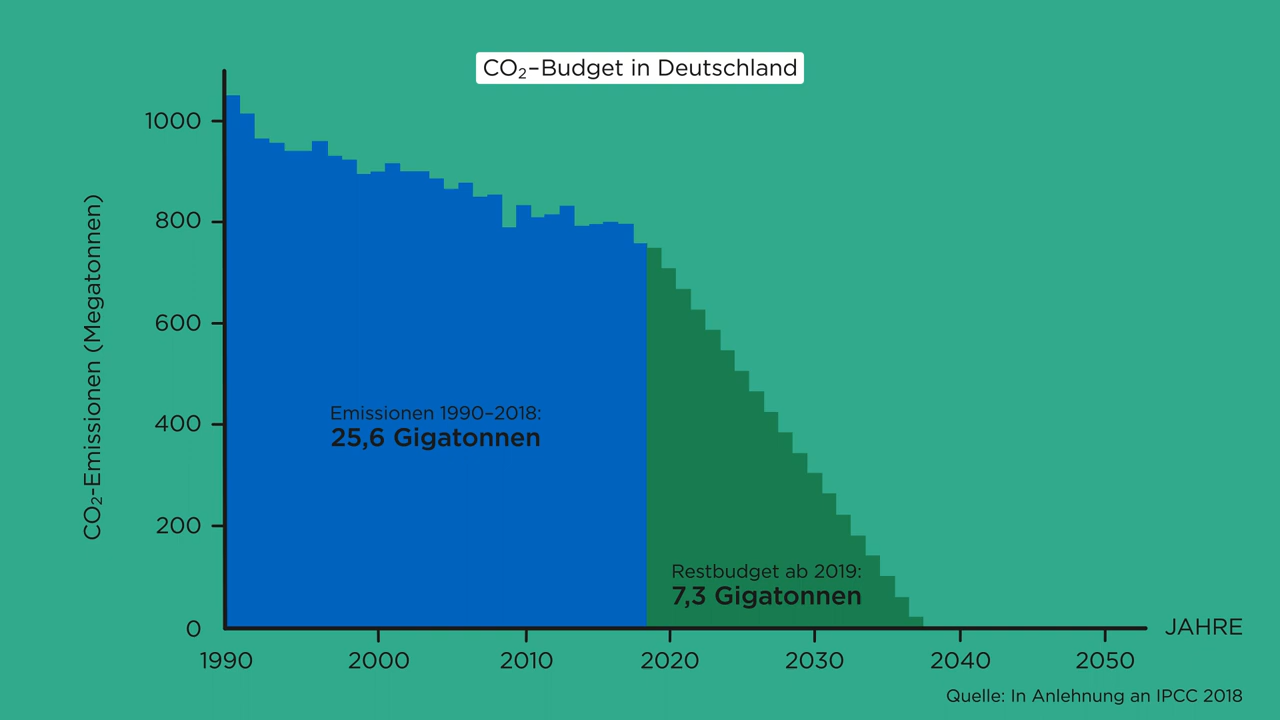 CO₂–Budget in Deutschland
CO₂-Emissionen (Megatonnen)
1000
800
600
400
200
0
Emissionen 1990–2018:
25,6 Gigatonnen
Restbudget ab 2019:
7,3 Gigatonnen
JAHRE
1990 2000 2010 2020 2030 2040 2050
Quelle: In Anlehnung an IPCC 2018